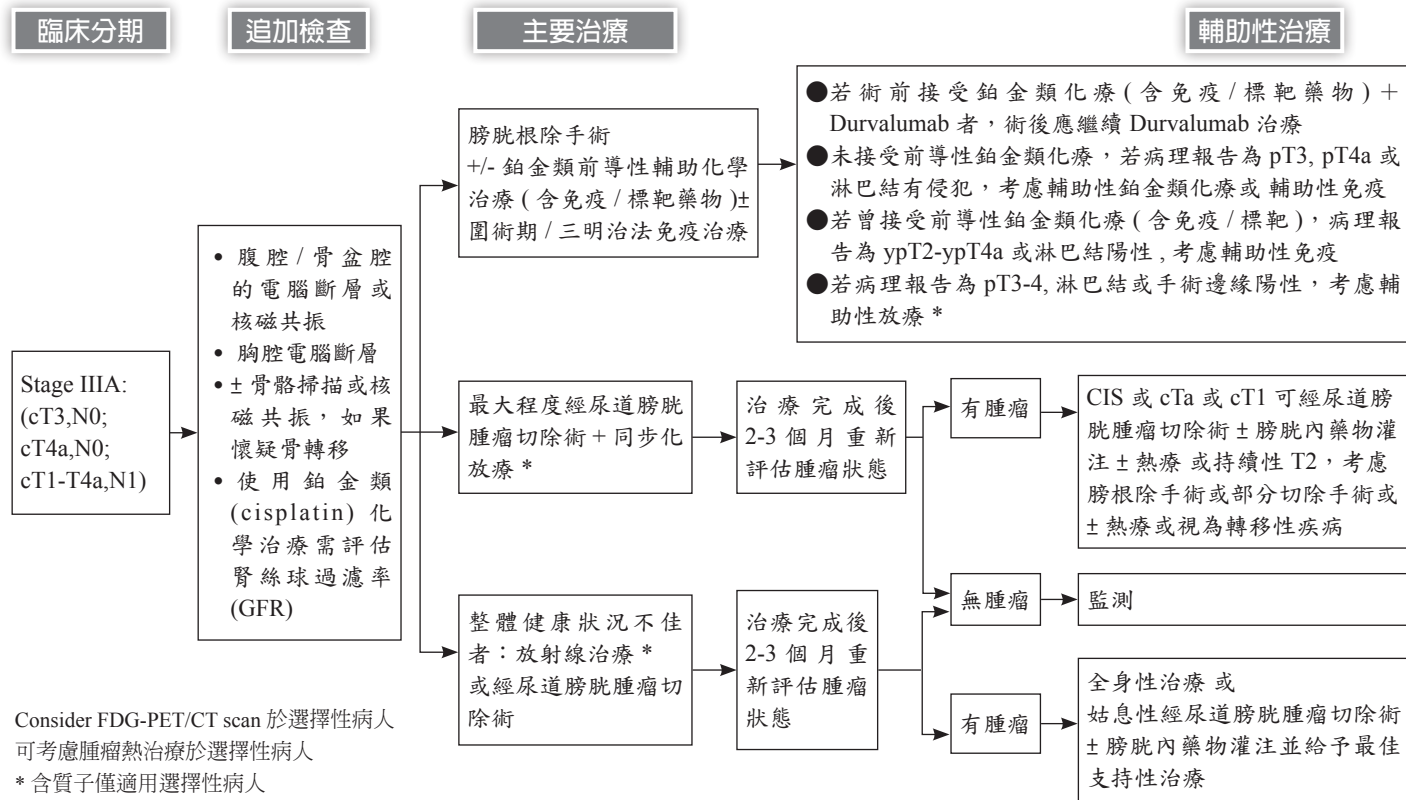 臨床分期
追加檢查
主要治療
輔助性治療
Stage IIIA:
(cT3,N0;
cT4a,N0;
cT1-T4a,N1)
• 腹腔/骨盆腔
的電腦斷層或
核磁共振
• 胸腔電腦斷層
• ± 骨骼掃描或核
磁共振，如果
懷疑骨轉移
• 使用鉑金類
(cisplatin) 化
學治療需評估
腎絲球過濾率
(GFR)
膀胱根除手術
+/- 鉑金類前導性輔助化學
治療 ( 含免疫 / 標靶藥物 )±
圍術期 / 三明治法免疫治療
●若術前接受鉑金類化療 ( 含免疫 / 標靶藥物 ) ＋
Durvalumab 者，術後應繼續 Durvalumab 治療
●未接受前導性鉑金類化療，若病理報告為 pT3, pT4a 或
淋巴結有侵犯，考慮輔助性鉑金類化療或 輔助性免疫
●若曾接受前導性鉑金類化療 ( 含免疫 / 標靶 )，病理報
告為 ypT2-ypT4a 或淋巴結陽性 , 考慮輔助性免疫
●若病理報告為 pT3-4, 淋巴結或手術邊緣陽性，考慮輔
助性放療 *
最大程度經尿道膀胱
腫瘤切除術 + 同步化
放療 *
治療完成後
2-3 個月重新
評估腫瘤狀態
有腫瘤
CIS 或 cTa 或 cT1 可經尿道膀
胱腫瘤切除術 ± 膀胱內藥物灌
注 ± 熱療 或持續性 T2，考慮
膀根除手術或部分切除手術或
± 熱療或視為轉移性疾病
無腫瘤
監測
整體健康狀況不佳
者：放射線治療 *
或經尿道膀胱腫瘤切
除術
治療完成後
2-3 個月重
新評估腫瘤
狀態
有腫瘤
全身性治療 或
姑息性經尿道膀胱腫瘤切除術
± 膀胱內藥物灌注並給予最佳
支持性治療
Consider FDG-PET/CT scan 於選擇性病人
可考慮腫瘤熱治療於選擇性病人
* 含質子僅適用選擇性病人